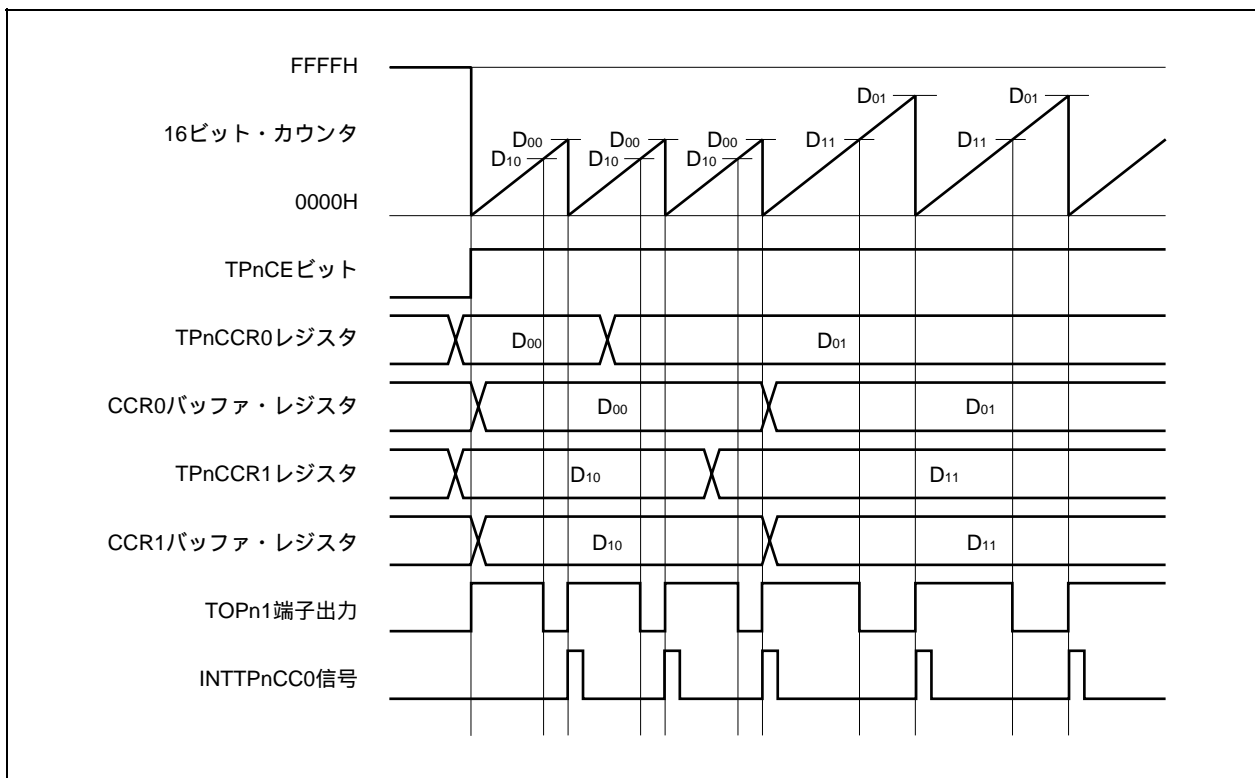 FFFFH
D01 D01
16ビット・カウンタ D00 D00 D00 D11 D11
D10 D10 D10
0000H
TPnCEビット
TPnCCR0レジスタ D00 D01
CCR0バッファ・レジスタ D00 D01
TPnCCR1レジスタ D10 D11
CCR1バッファ・レジスタ D10 D11
TOPn1端子出力
INTTPnCC0信号